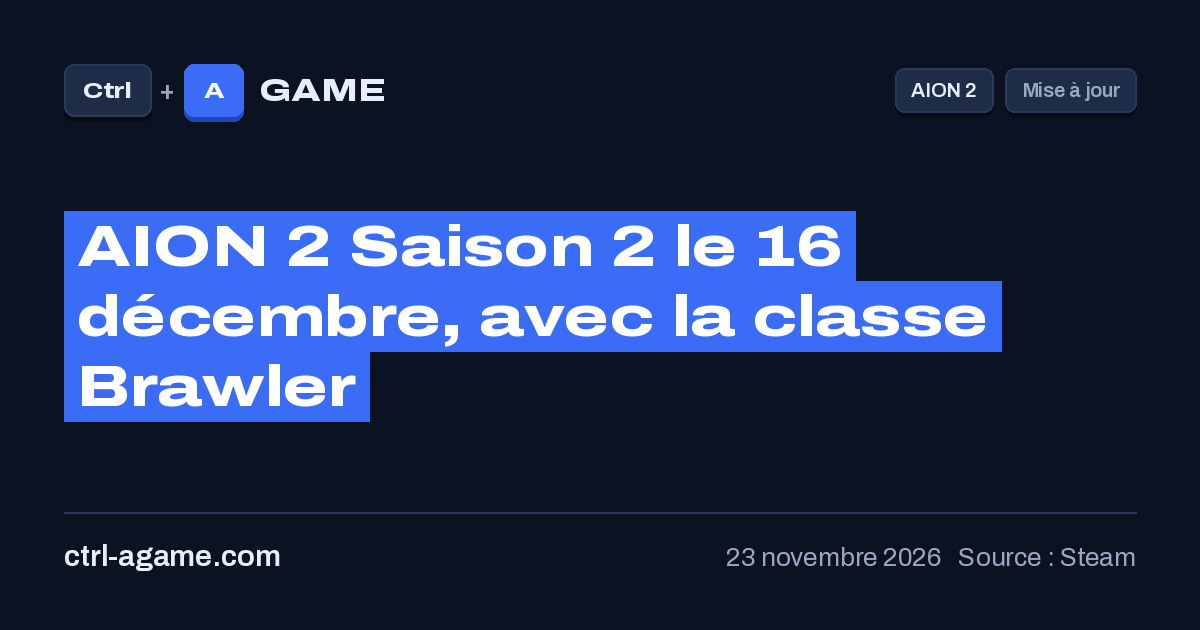 Ctrl + A GAME
AION 2 Mise à jour
AION 2 Saison 2 le 16
décembre, avec la classe
Brawler
ctrl-agame.com
23 novembre 2026 Source : Steam